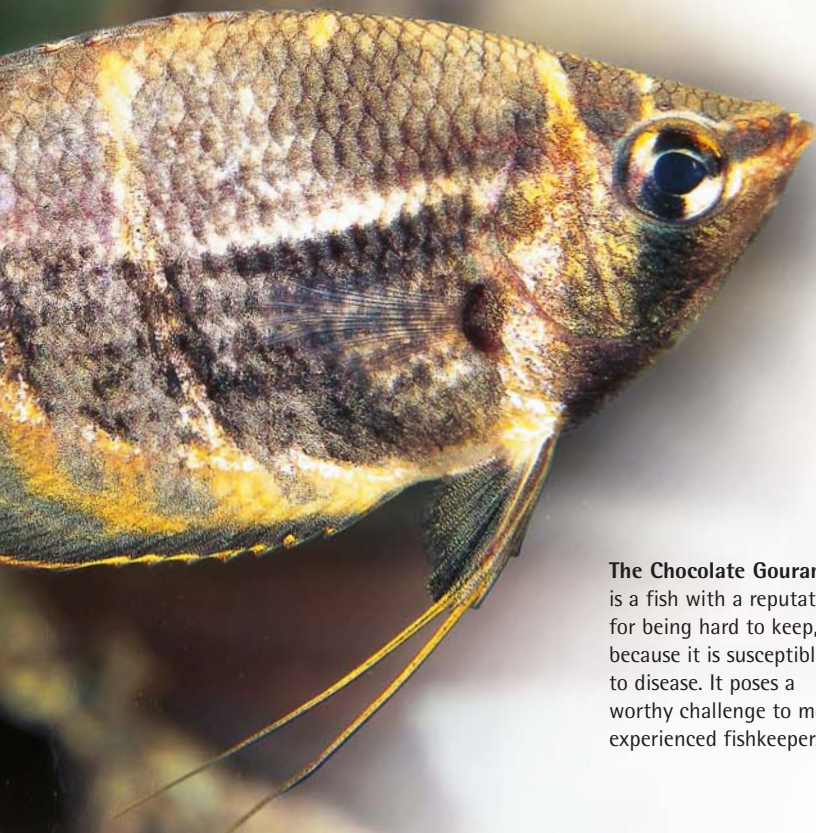 The Chocolate Gouram
is a fish with a reputat
for being hard to keep,
because it is susceptibl
to disease. It poses a
worthy challenge to m
experienced fishkeeper